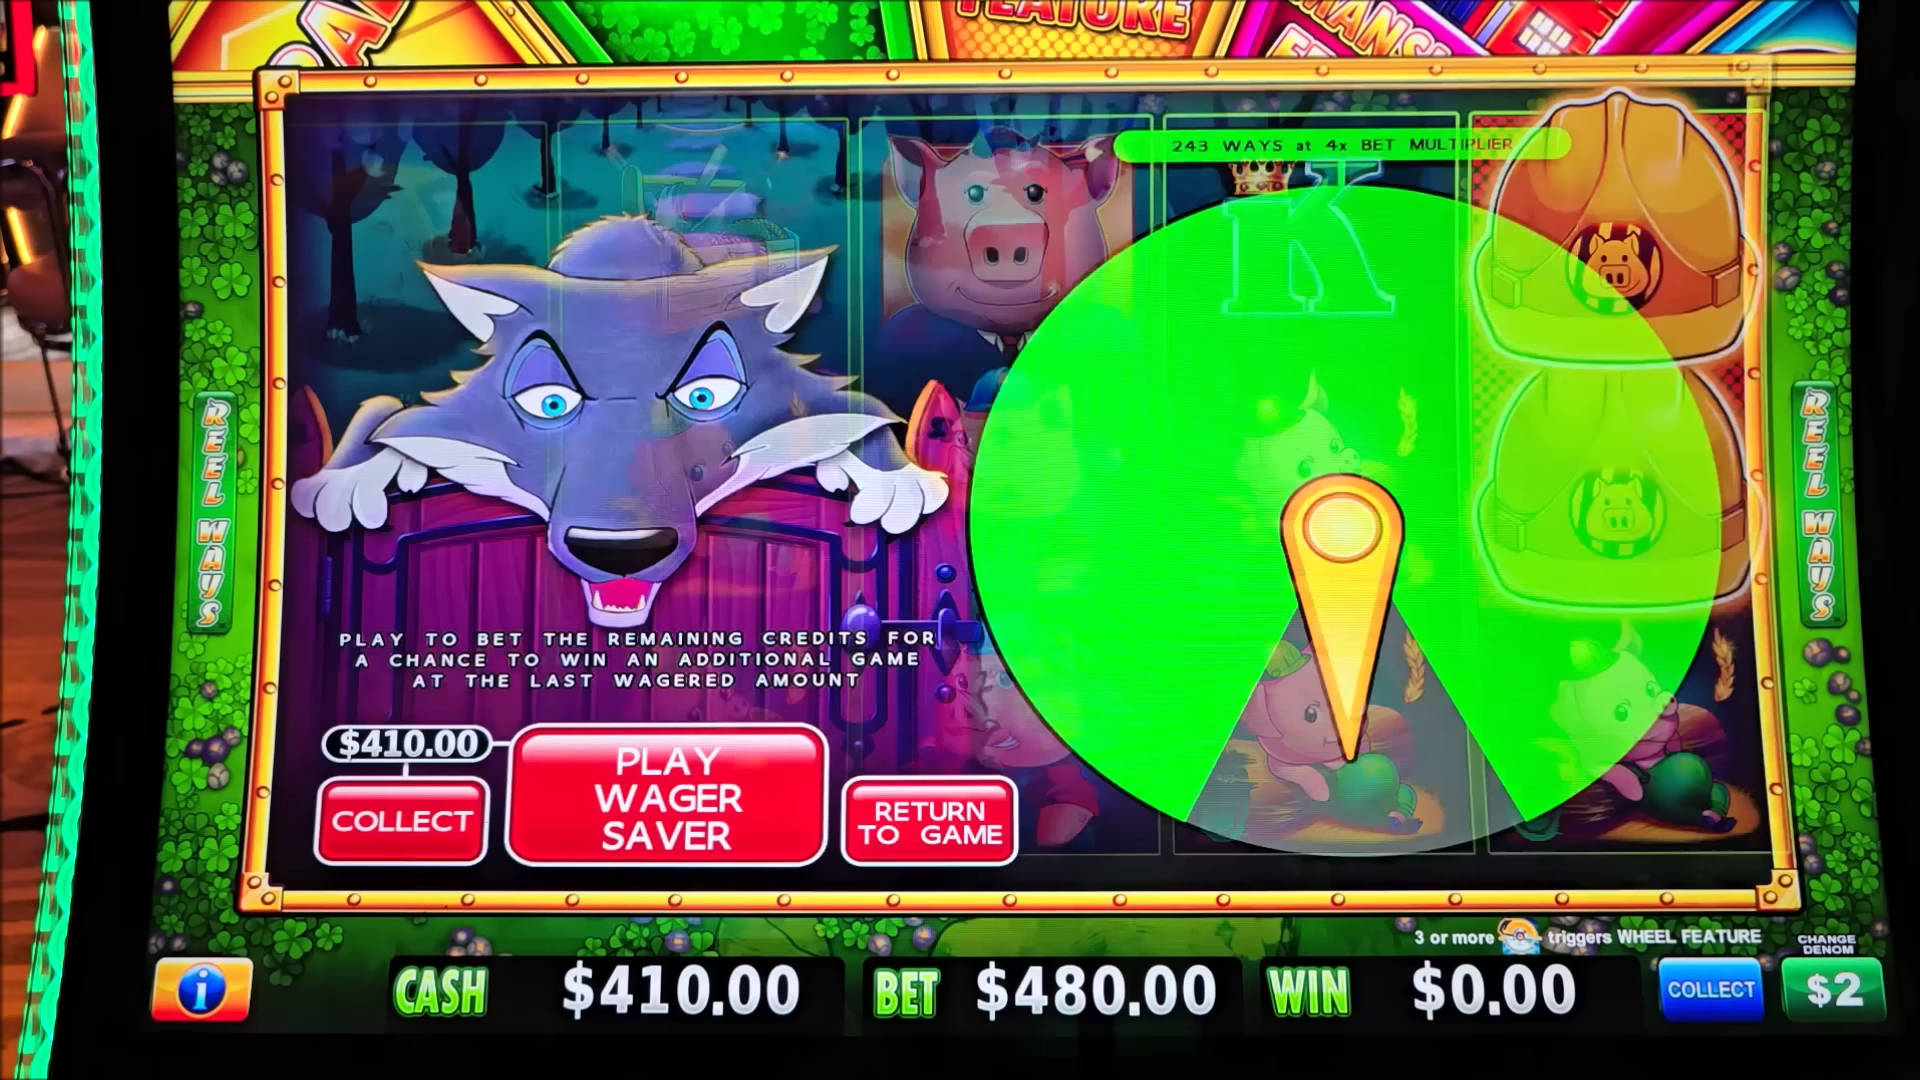 FEATURE
243 WAYS at 4x BET MULTIPLIER
K
REEL WAYS
REEL WAYS
PLAY TO BET THE REMAINING CREDITS FOR
A CHANCE TO WIN AN ADDITIONAL GAME
AT THE LAST WAGERED AMOUNT
$410.00
COLLECT
PLAY
WAGER
SAVER
RETURN
TO GAME
3 or more triggers WHEEL FEATURE
CHANGE
DENOM
CASH $410.00 BET $480.00 WIN $0.00 COLLECT $2